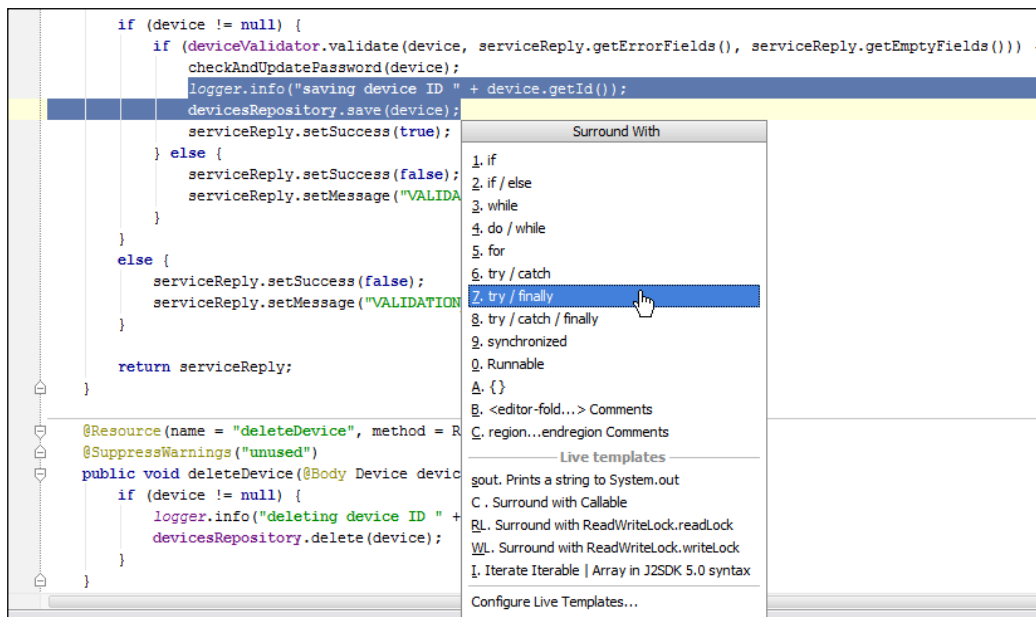 if (device != null) {
if (deviceValidator.validate(device, serviceReply.getErrorFields(), serviceReply.getEmptyFields()))
checkAndUpdatePassword(device);
logger.info("saving device ID " + device.getId());
devicesRepository.save(device);
serviceReply.setSuccess(true);
} else {
serviceReply.setSuccess(false);
serviceReply.setMessage("VALIDA
}
}
else {
serviceReply.setSuccess(false);
serviceReply.setMessage("VALIDATION
}
return serviceReply;
}
@Resource(name = "deleteDevice", method = R
@SuppressWarnings("unused")
public void deleteDevice(@Body Device devic
if (device != null) {
logger.info("deleting device ID " +
devicesRepository.delete(device);
}
}
Surround With
1. if
2. if / else
3. while
4. do / while
5. for
6. try / catch
7. try / finally
8. try / catch / finally
9. synchronized
0. Runnable
A. {}
B. <editor-fold...> Comments
C. region...endregion Comments
Live templates
sout. Prints a string to System.out
C . Surround with Callable
RL. Surround with ReadWriteLock.readLock
WL. Surround with ReadWriteLock.writeLock
I. Iterate Iterable | Array in J2SDK 5.0 syntax
Configure Live Templates...